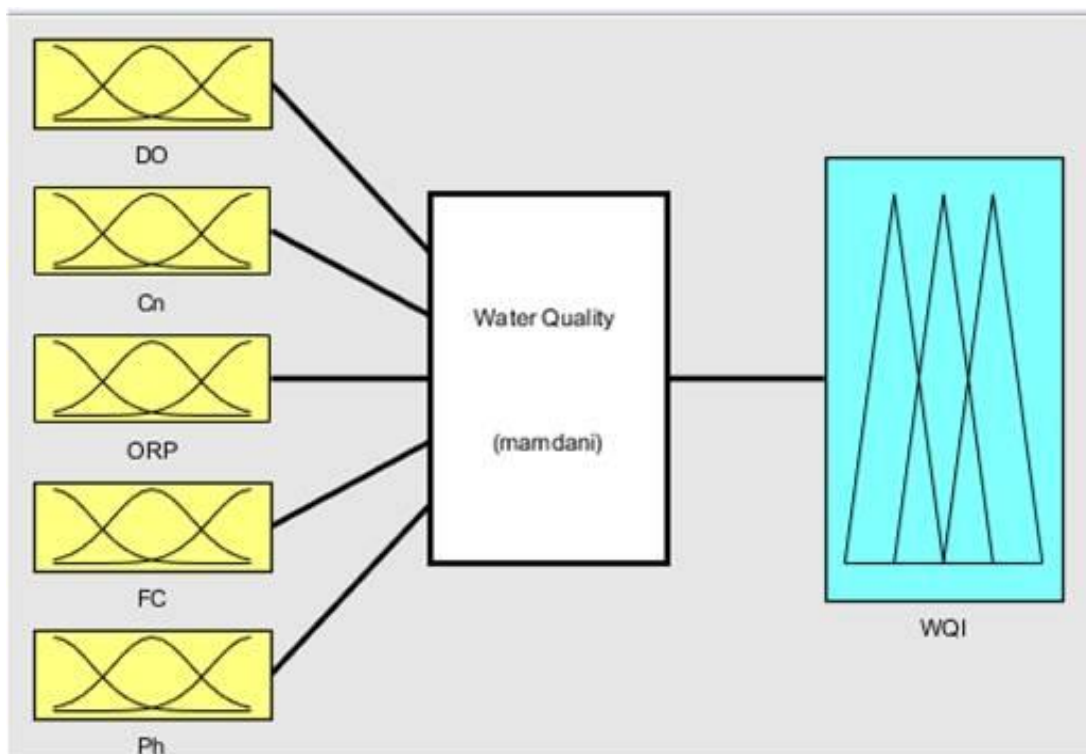 DO
Cn
ORP
FC
Ph
Water Quality
(mamdani)
WQI